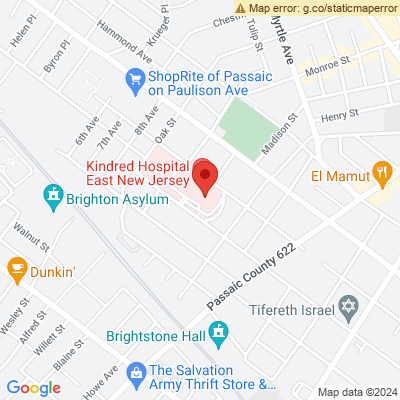 Map error: g.co/staticmaperror
Helen Pl
Byron Pl
Krueger Pl
Hammond Ave
Chestn
Tulip St
Myrtle Ave
Monroe St
ShopRite of Passaic
on Paulison Ave
6th Ave
7th Ave
8th Ave
Oak St
Henry St
Madison St
Kindred Hospital
East New Jersey
El Mamut
Brighton Asylum
Walnut St
Dunkin'
Passaic County 622
Tifereth Israel
Wesley St
Alfred St
Willett St
Blaine St
Brightstone Hall
Howe Ave
The Salvation
Army Thrift Store &...
Google
Map data ©2024